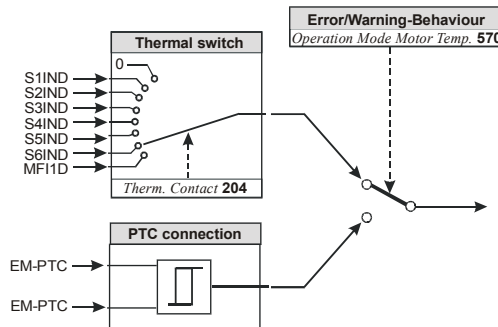 Error/Warning-Behaviour
Operation Mode Motor Temp. 570
Thermal switch
0
S1IND
S2IND
S3IND
S4IND
S5IND
S6IND
MFI1D
Therm. Contact 204
PTC connection
EM-PTC
EM-PTC